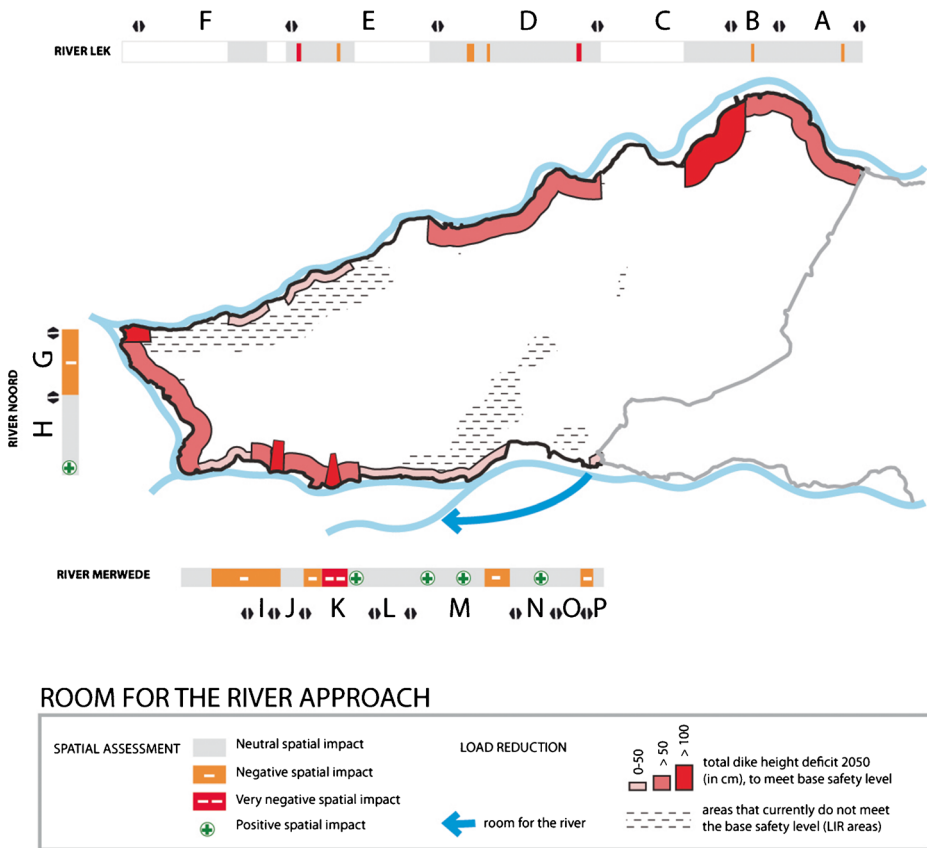 F E D C B A
RIVER LEK
G
H
RIVER NOORD
RIVER MERWEDE
I J K L M N O P
ROOM FOR THE RIVER APPROACH
SPATIAL ASSESSMENT
Neutral spatial impact
Negative spatial impact
Very negative spatial impact
Positive spatial impact
LOAD REDUCTION
room for the river
0-50
> 50
> 100
total dike height deficit 2050
(in cm), to meet base safety level
areas that currently do not meet
the base safety level (LIR areas)